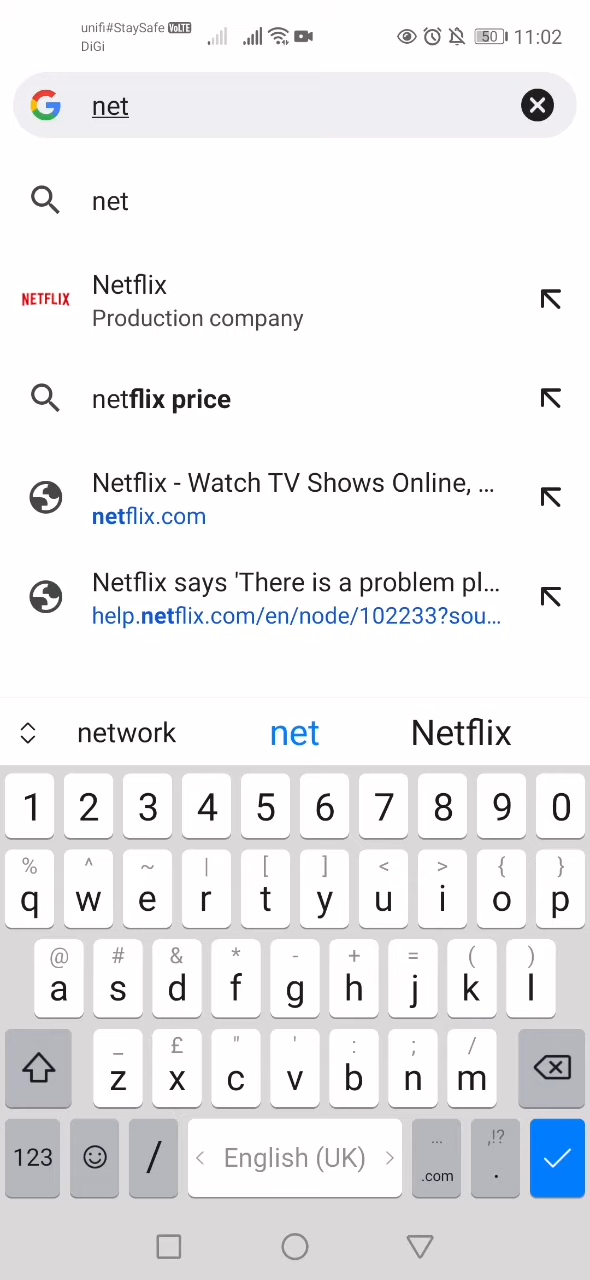 unifi#StaySafe VoLTE
DiGi
50 11:02
net
net
NETFLIX
Netflix
Production company
netflix price
Netflix - Watch TV Shows Online, ...
netflix.com
Netflix says 'There is a problem pl...
help.netflix.com/en/node/102233?sou...
network net Netflix
1 2 3 4 5 6 7 8 9 0
% ^ ~ | [ ] < > { }
q w e r t y u i o p
@ # & * - + = ( )
a s d f g h j k l
_ £ " ' : ; /
z x c v b n m
... ,!?
123 / < English (UK) > .com .